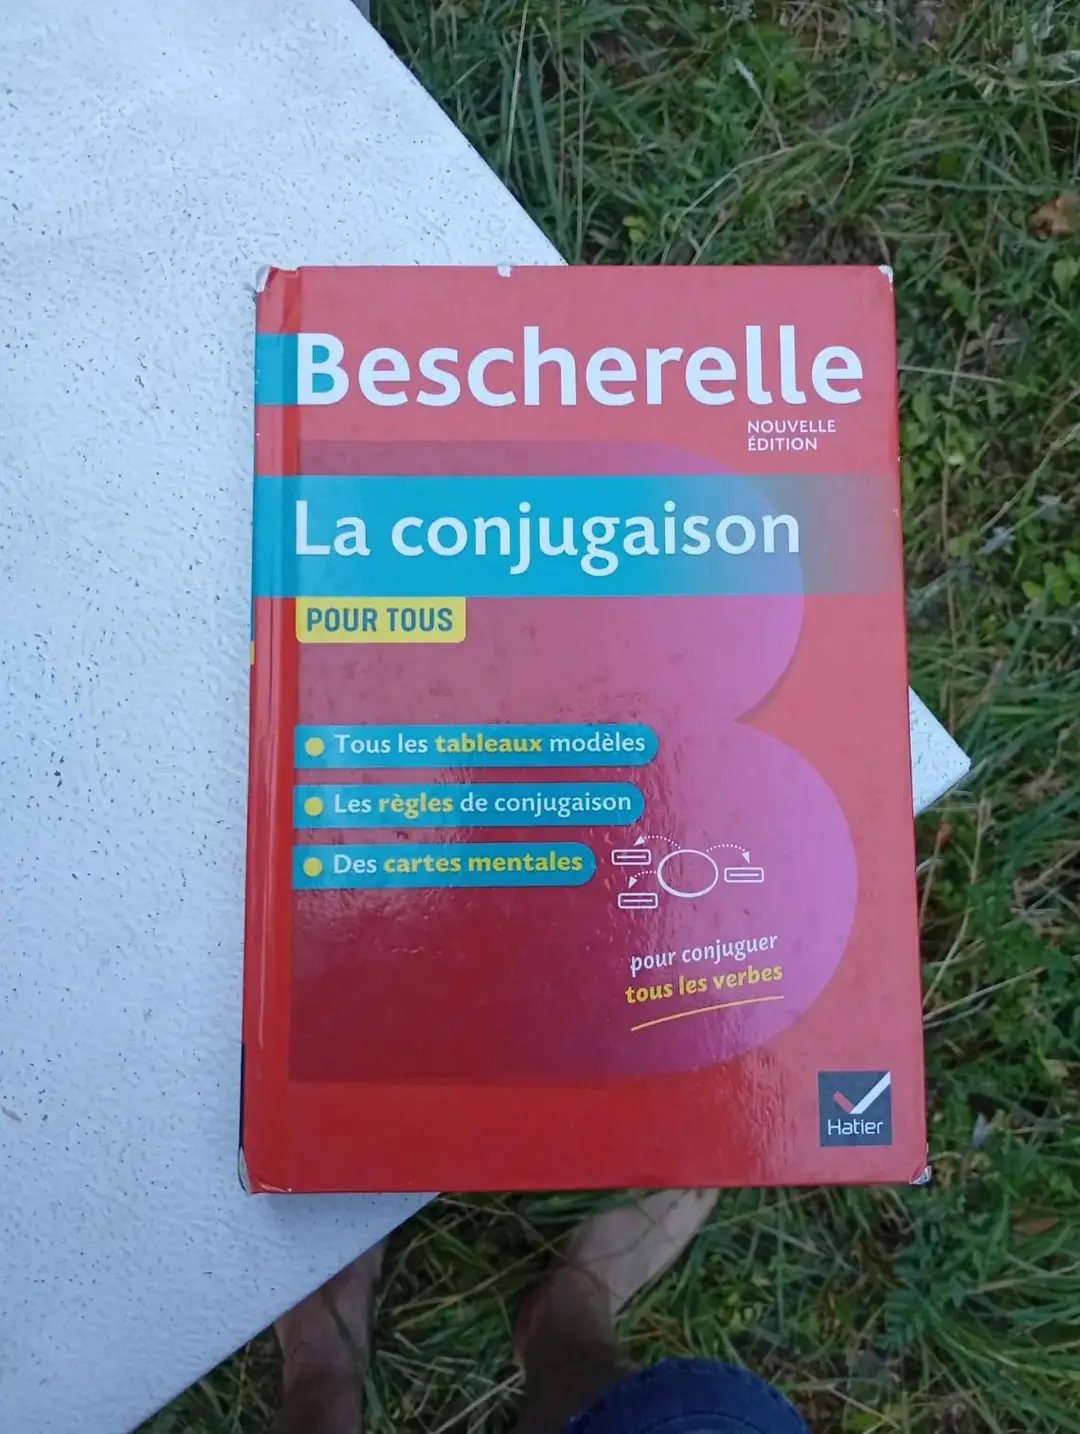 Bescherelle
NOUVELLE
ÉDITION
La conjugaison
POUR TOUS
Tous les tableaux modèles
Les règles de conjugaison
Des cartes mentales
pour conjuguer
tous les verbes
Hatier